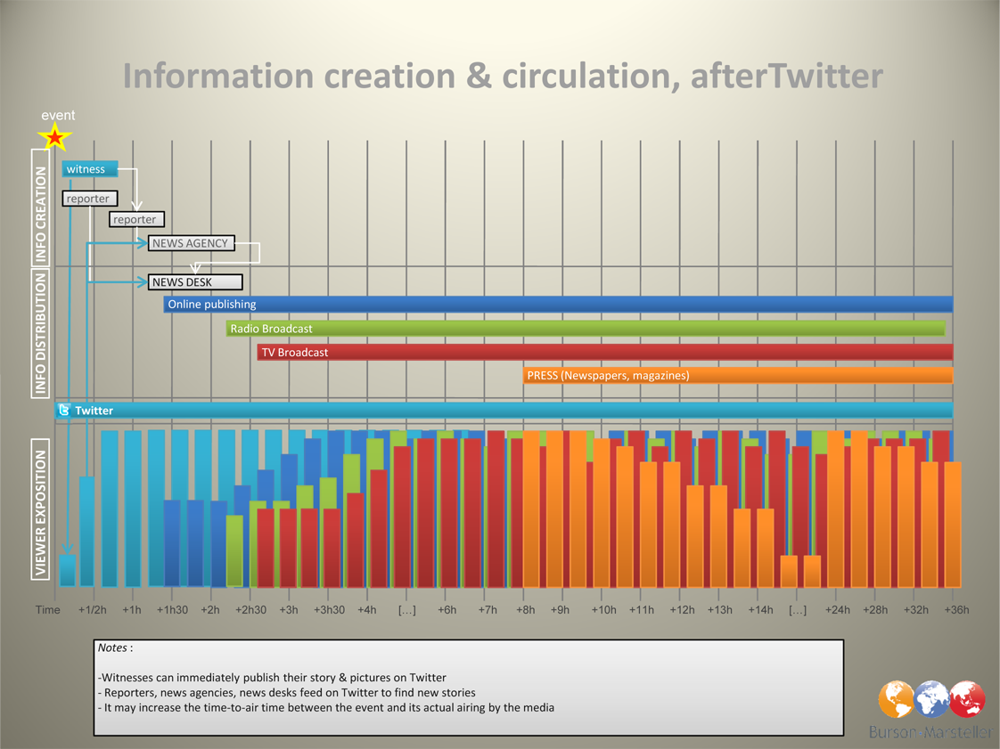 Information creation & circulation, afterTwitter
event
INFO CREATION
witness
reporter
reporter
NEWS AGENCY
INFO DISTRIBUTION
NEWS DESK
Online publishing
Radio Broadcast
TV Broadcast
PRESS (Newspapers, magazines)
Twitter
VIEWER EXPOSITION
Time +1/2h +1h +1h30 +2h +2h30 +3h +3h30 +4h [...] +6h +7h +8h +9h +10h +11h +12h +13h +14h [...] +24h +28h +32h +36h
Notes :
-Witnesses can immediately publish their story & pictures on Twitter
- Reporters, news agencies, news desks feed on Twitter to find new stories
- It may increase the time-to-air time between the event and its actual airing by the media
Burson-Marsteller